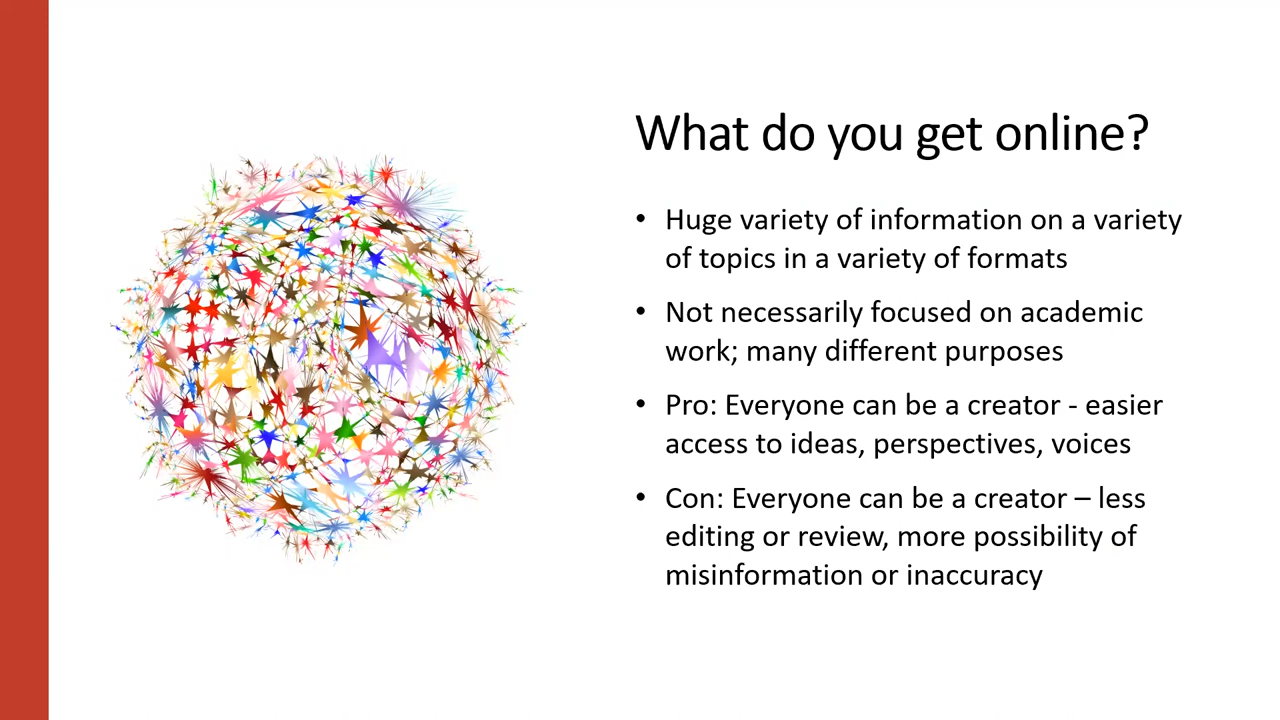 What do you get online?
• Huge variety of information on a variety
of topics in a variety of formats
• Not necessarily focused on academic
work; many different purposes
• Pro: Everyone can be a creator - easier
access to ideas, perspectives, voices
• Con: Everyone can be a creator – less
editing or review, more possibility of
misinformation or inaccuracy